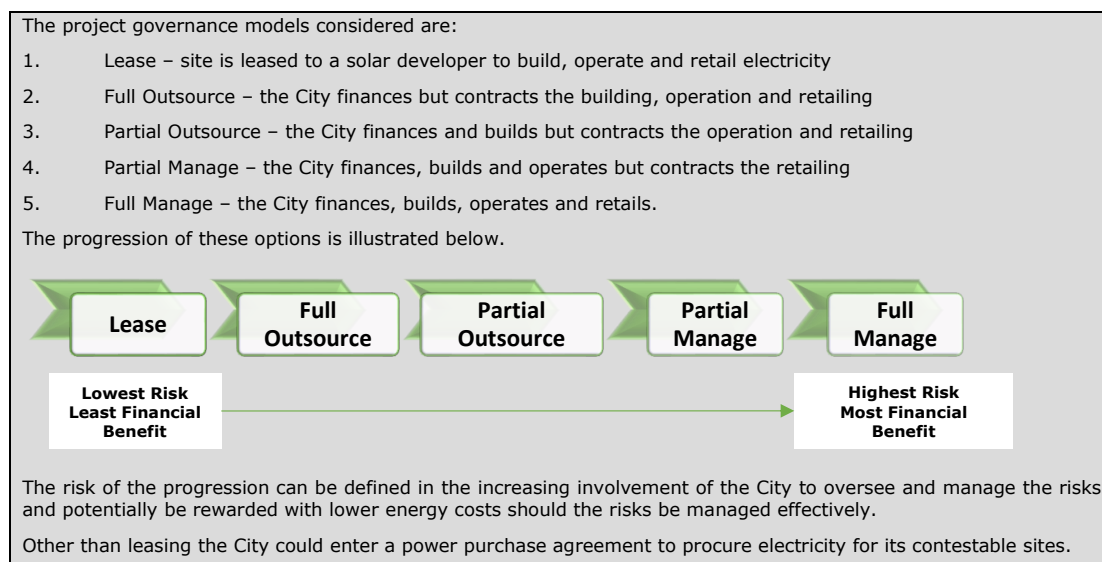 The project governance models considered are:
1. Lease – site is leased to a solar developer to build, operate and retail electricity
2. Full Outsource – the City finances but contracts the building, operation and retailing
3. Partial Outsource – the City finances and builds but contracts the operation and retailing
4. Partial Manage – the City finances, builds and operates but contracts the retailing
5. Full Manage – the City finances, builds, operates and retails.
The progression of these options is illustrated below.
Lease
Full
Outsource
Partial
Outsource
Partial
Manage
Full
Manage
Lowest Risk
Least Financial
Benefit
Highest Risk
Most Financial
Benefit
The risk of the progression can be defined in the increasing involvement of the City to oversee and manage the risks
and potentially be rewarded with lower energy costs should the risks be managed effectively.
Other than leasing the City could enter a power purchase agreement to procure electricity for its contestable sites.